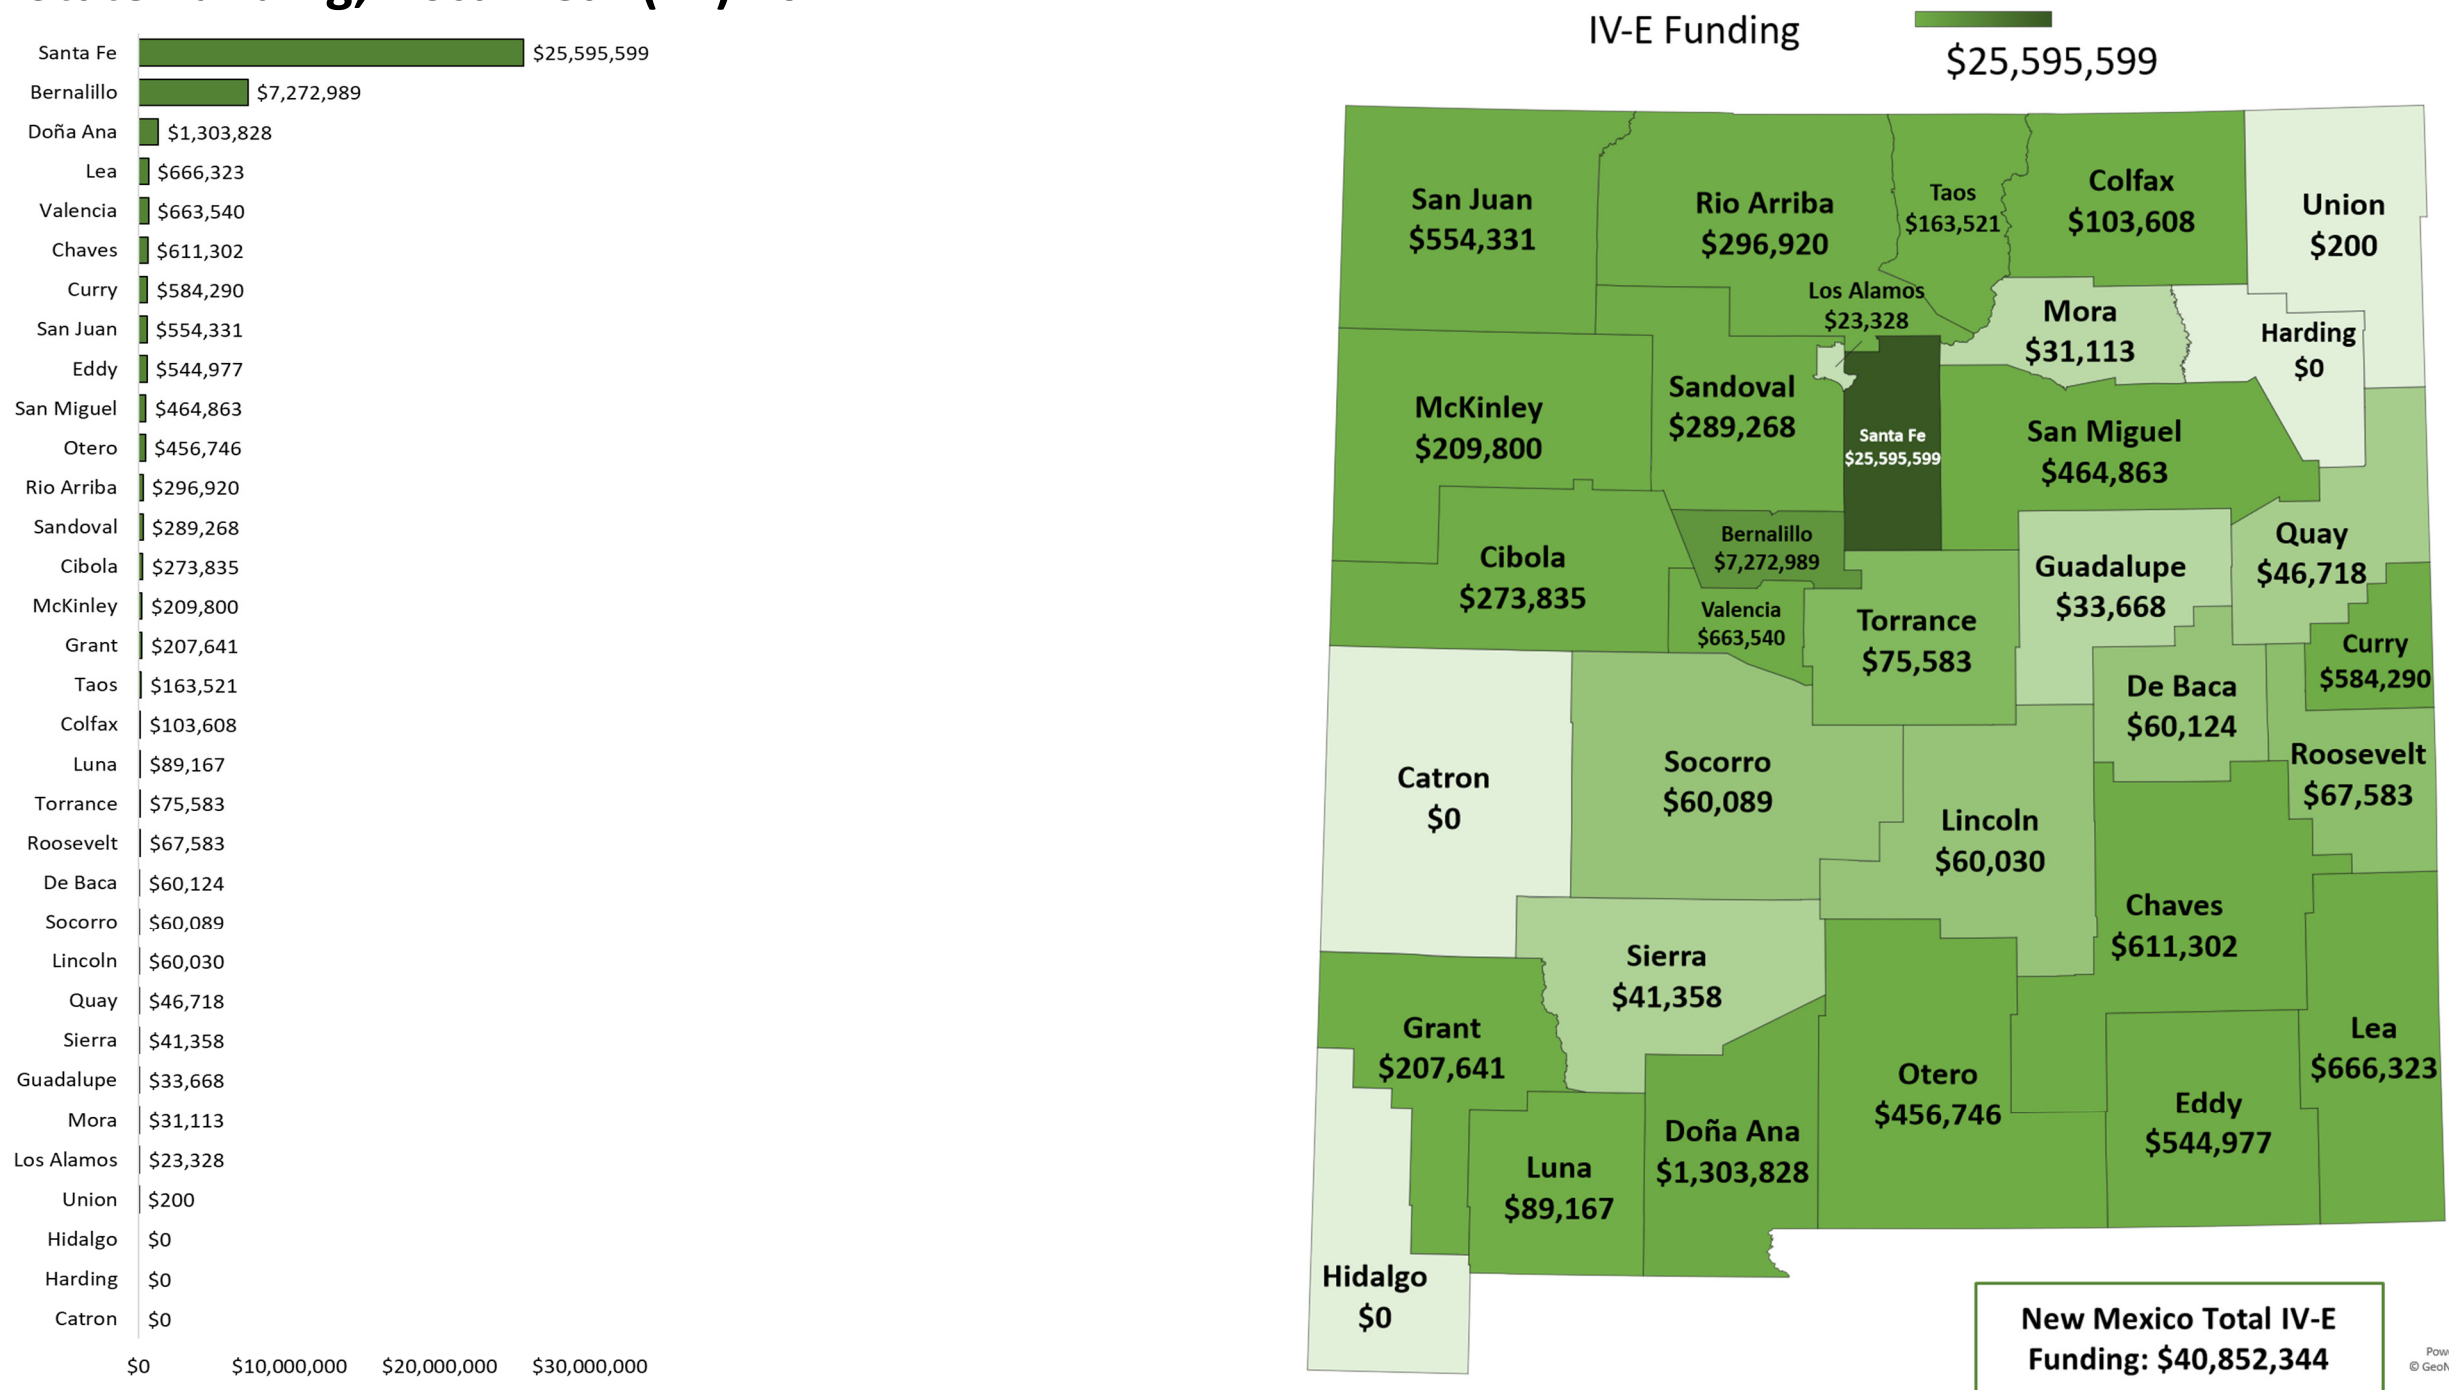 Santa Fe $25,595,599
Bernalillo $7,272,989
Doña Ana $1,303,828
Lea $666,323
Valencia $663,540
Chaves $611,302
Curry $584,290
San Juan $554,331
Eddy $544,977
San Miguel $464,863
Otero $456,746
Rio Arriba $296,920
Sandoval $289,268
Cibola $273,835
McKinley $209,800
Grant $207,641
Taos $163,521
Colfax $103,608
Luna $89,167
Torrance $75,583
Roosevelt $67,583
De Baca $60,124
Socorro $60,089
Lincoln $60,030
Quay $46,718
Sierra $41,358
Guadalupe $33,668
Mora $31,113
Los Alamos $23,328
Union $200
Hidalgo $0
Harding $0
Catron $0
$0 $10,000,000 $20,000,000 $30,000,000
IV-E Funding
$25,595,599
San Juan
$554,331
Rio Arriba
$296,920
Taos
$163,521
Colfax
$103,608
Union
$200
Los Alamos
$23,328
Mora
$31,113
Harding
$0
McKinley
$209,800
Sandoval
$289,268
Santa Fe
$25,595,599
San Miguel
$464,863
Cibola
$273,835
Bernalillo
$7,272,989
Valencia
$663,540
Torrance
$75,583
Guadalupe
$33,668
Quay
$46,718
Curry
$584,290
De Baca
$60,124
Roosevelt
$67,583
Catron
$0
Socorro
$60,089
Lincoln
$60,030
Chaves
$611,302
Sierra
$41,358
Grant
$207,641
Otero
$456,746
Lea
$666,323
Eddy
$544,977
Doña Ana
$1,303,828
Luna
$89,167
Hidalgo
$0
New Mexico Total IV-E
Funding: $40,852,344
Pow
© GeoN